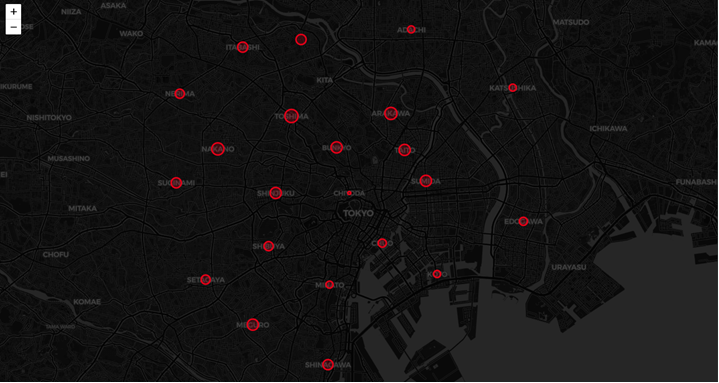 +
−
NIIZA
ASAKA
WAKO
MATSUDO
ADACHI
ITABASHI
KITA
NERIMA
KATSUSHIKA
NISHITOKYO
TOSHIMA
ARAKAWA
ICHIKAWA
MUSASHINO
NAKANO
BUNKYO
TAITO
SUGINAMI
SUMIDA
FUNABASHI
SHINJUKU
CHIYODA
MITAKA
TOKYO
EDOGAWA
CHOFU
SHIBUYA
CHUO
URAYASU
SETAGAYA
MINATO
KOTO
KOMAE
MEGURO
SHINAGAWA